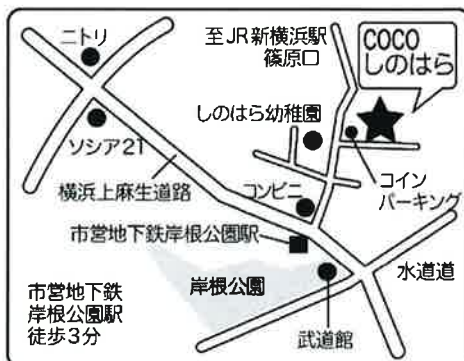 ニトリ
至JR新横浜駅
篠原口
COCO
しのはら
しのはら幼稚園
ソシア21
横浜上麻生道路
コンビニ
コイン
パーキング
市営地下鉄岸根公園駅
岸根公園
水道道
市営地下鉄
岸根公園駅
徒歩3分
武道館